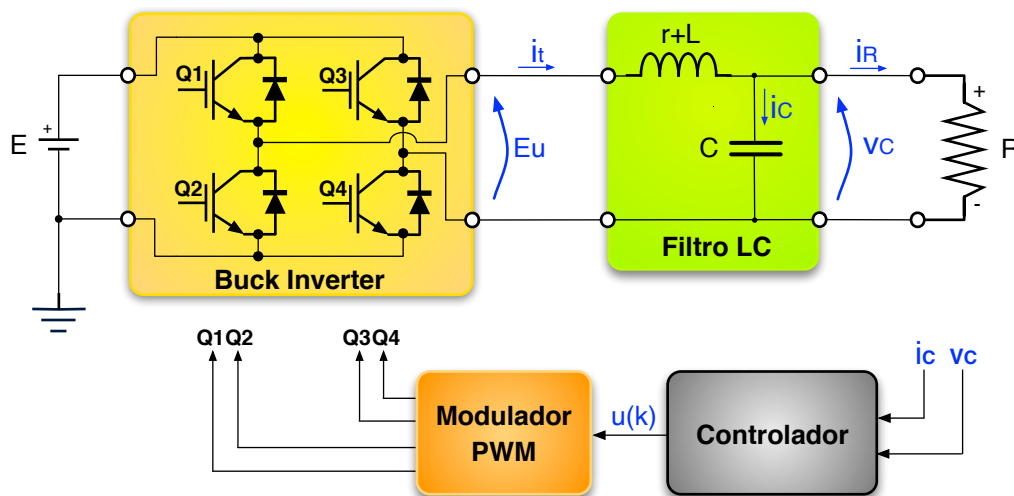 r+L
Q1
Q3
it
iR
+
+
iC
E
Eu
C
vC
R
Q2
Q4
-
Buck Inverter
Filtro LC
Q1Q2
Q3Q4
ic
vc
Modulador
PWM
u(k)
Controlador